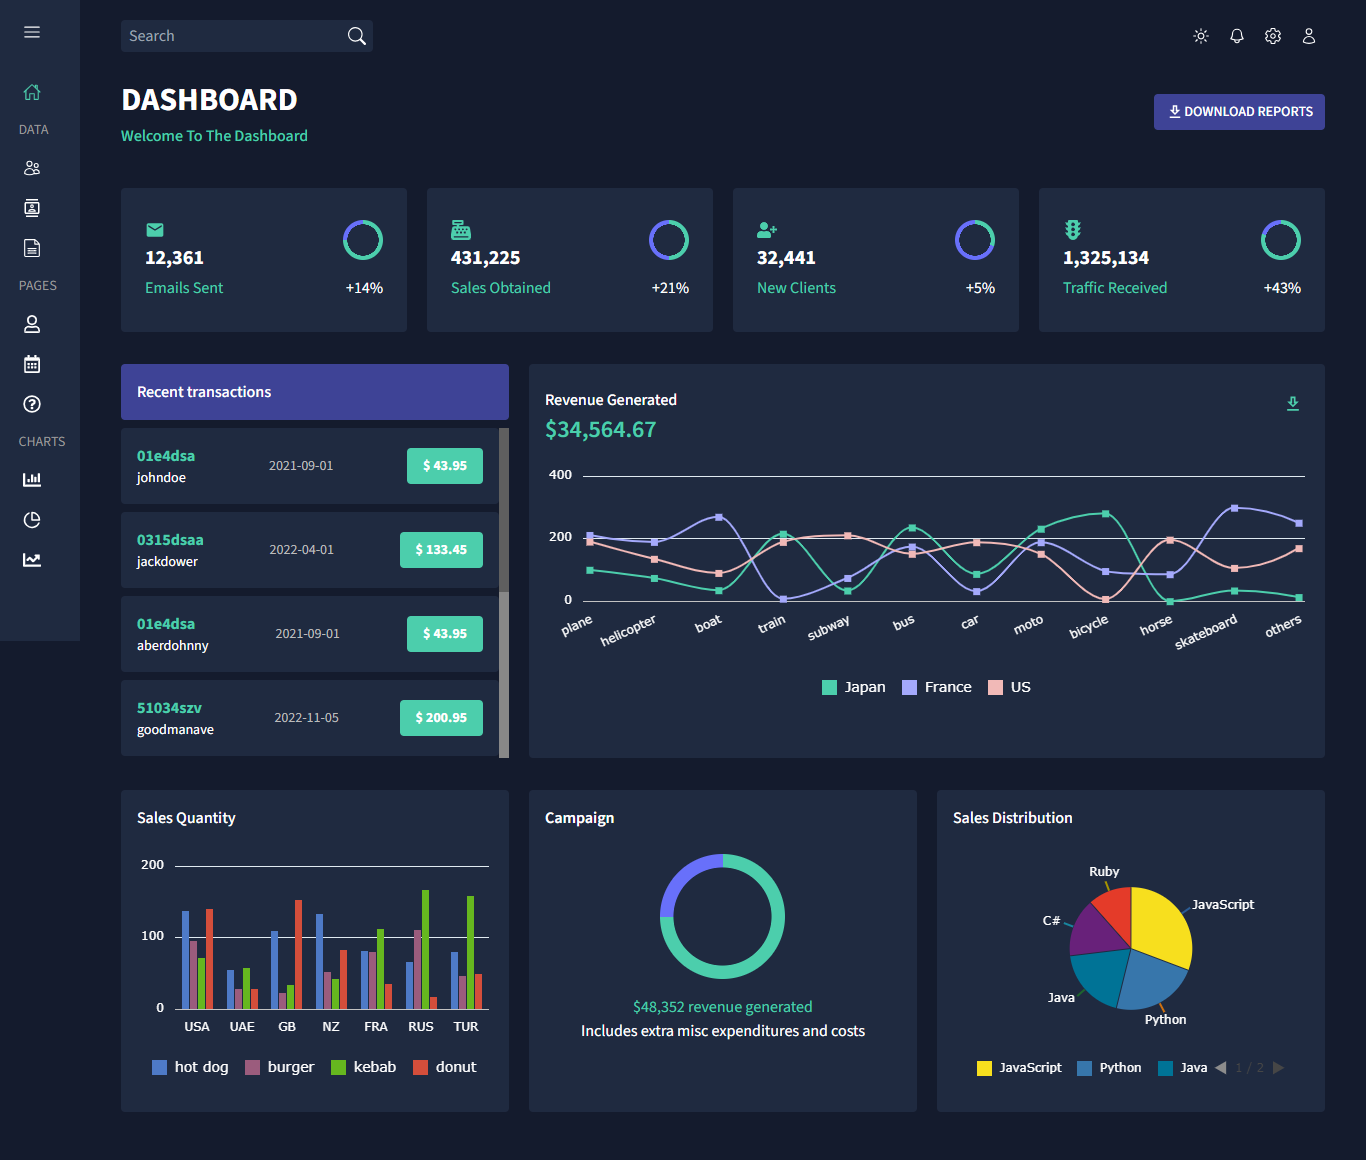 Search
DASHBOARD
Welcome To The Dashboard
DOWNLOAD REPORTS
DATA
PAGES
CHARTS
12,361
Emails Sent
+14%
431,225
Sales Obtained
+21%
32,441
New Clients
+5%
1,325,134
Traffic Received
+43%
Recent transactions
01e4dsa
johndoe
2021-09-01
$ 43.95
0315dsaa
jackdower
2022-04-01
$ 133.45
01e4dsa
aberdohnny
2021-09-01
$ 43.95
51034szv
goodmanave
2022-11-05
$ 200.95
Revenue Generated
$34,564.67
400
200
0
plane helicopter boat train subway bus car moto bicycle horse skateboard others
Japan France US
Sales Quantity
200
100
0
USA UAE GB NZ FRA RUS TUR
hot dog burger kebab donut
Campaign
$48,352 revenue generated
Includes extra misc expenditures and costs
Sales Distribution
Ruby
JavaScript
C#
Java
Python
JavaScript Python Java 1 / 2